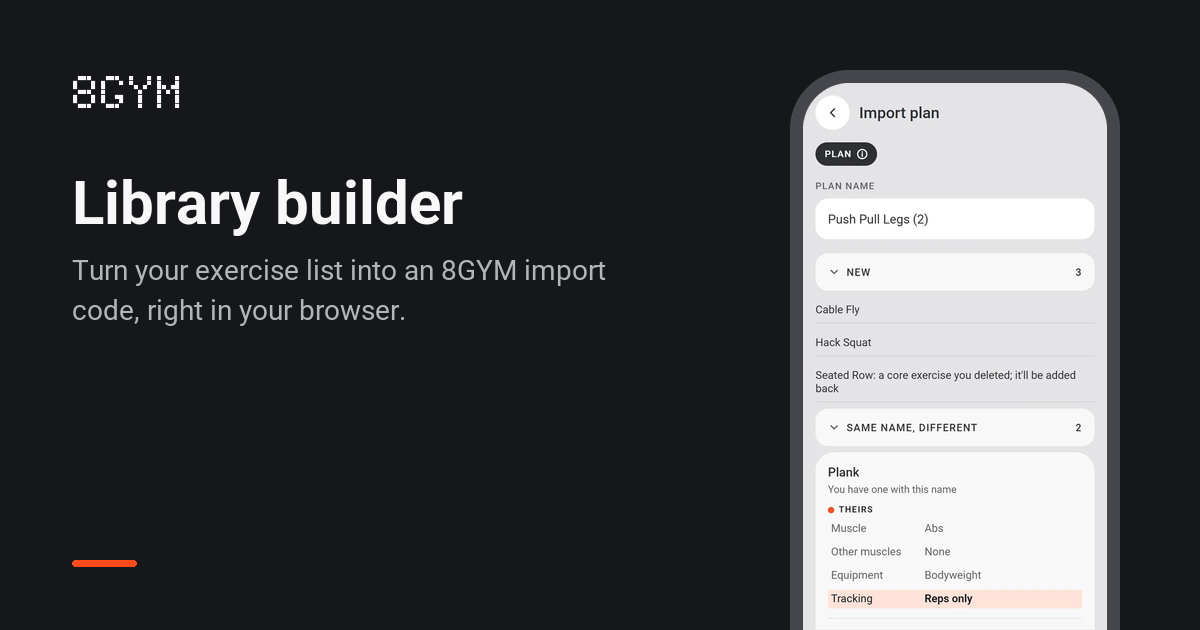 8GYM
Library builder
Turn your exercise list into an 8GYM import
code, right in your browser.
Import plan
PLAN
PLAN NAME
Push Pull Legs (2)
NEW 3
Cable Fly
Hack Squat
Seated Row: a core exercise you deleted; it'll be added
back
SAME NAME, DIFFERENT 2
Plank
You have one with this name
THEIRS
Muscle Abs
Other muscles None
Equipment Bodyweight
Tracking Reps only